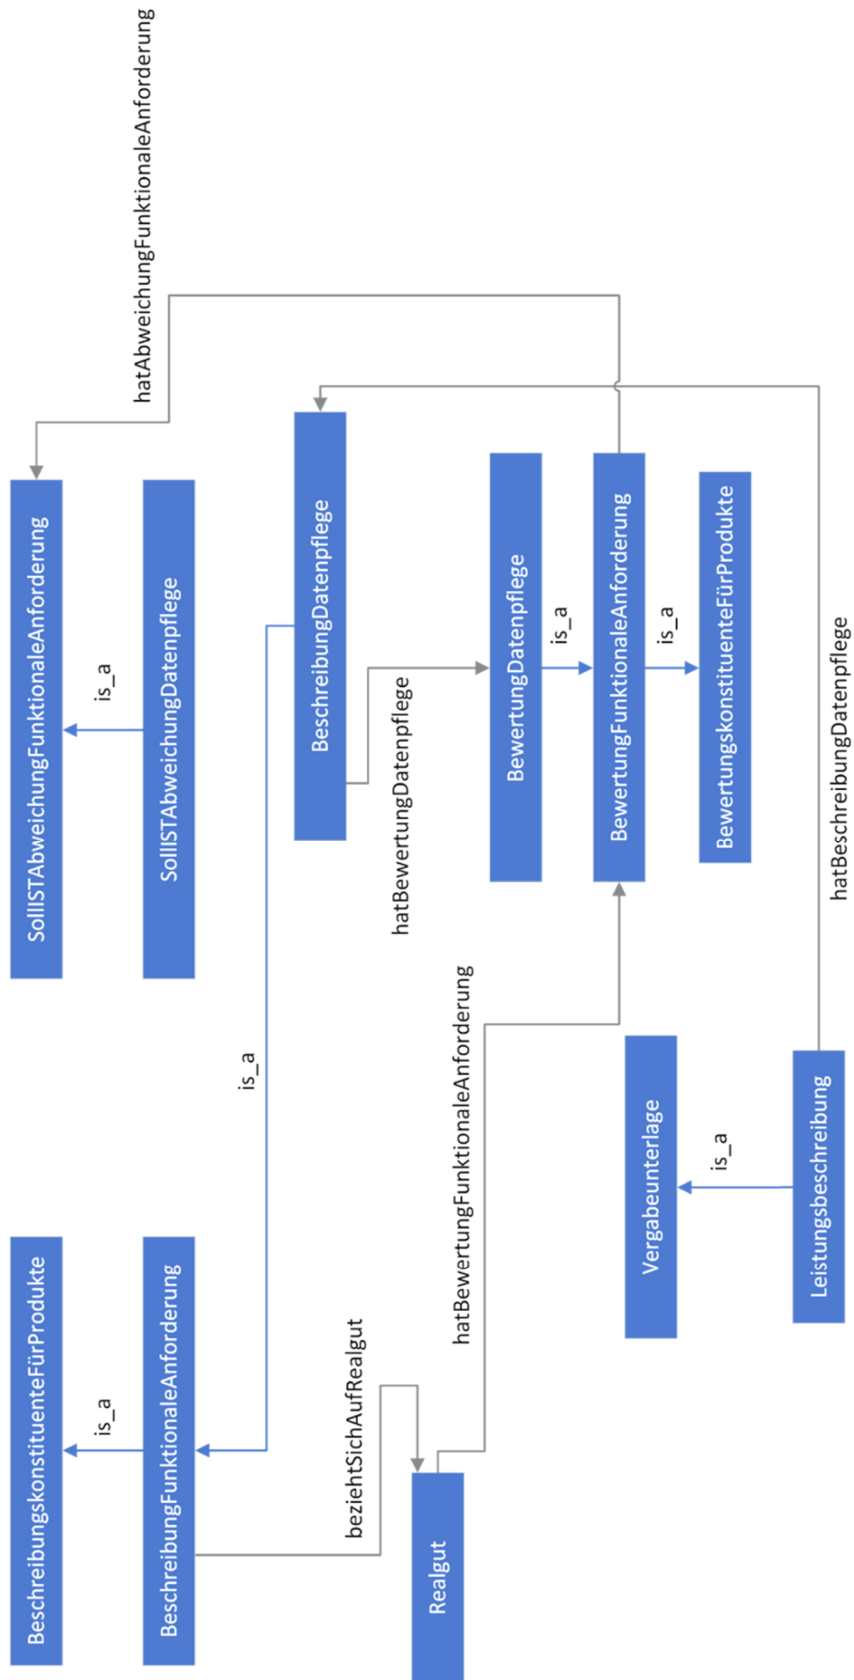 BeschreibungskonstituenteFürProdukte
SollISTAbweichungFunktionaleAnforderung
is_a
is_a
hatAbweichungFunktionaleAnforderung
BeschreibungFunktionaleAnforderung
SollISTAbweichungDatenpflege
is_a
BeschreibungDatenpflege
beziehtSichAufRealgut
hatBewertungDatenpflege
Realgut
hatBewertungFunktionaleAnforderung
BewertungDatenpflege
is_a
BewertungFunktionaleAnforderung
Vergabeunterlage
is_a
is_a
BewertungskonstituenteFürProdukte
Leistungsbeschreibung
hatBeschreibungDatenpflege